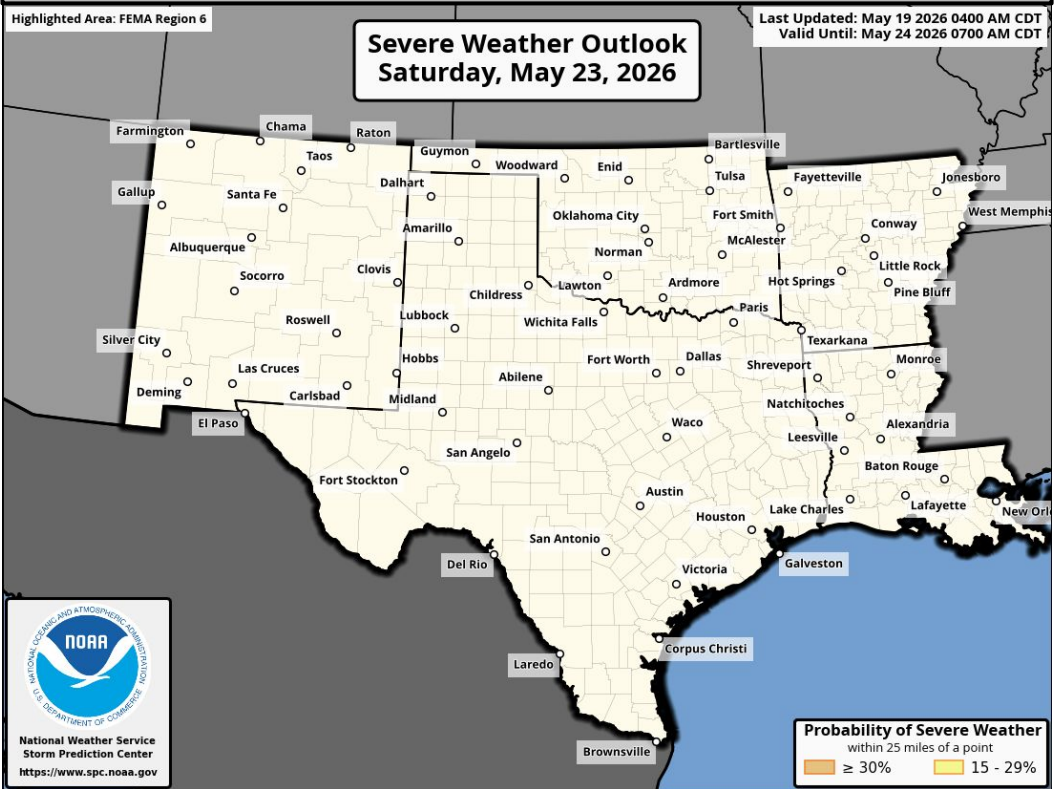 Highlighted Area: FEMA Region 6
Last Updated: May 19 2026 0400 AM CDT
Valid Until: May 24 2026 0700 AM CDT
Severe Weather Outlook
Saturday, May 23, 2026
Farmington
Chama
Raton
Taos
Guymon
Woodward
Enid
Bartlesville
Tulsa
Fayetteville
Jonesboro
Gallup
Santa Fe
Dalhart
Albuquerque
Amarillo
Oklahoma City
Fort Smith
West Memphis
Norman
McAlester
Conway
Socorro
Clovis
Childress
Lawton
Ardmore
Hot Springs
Little Rock
Pine Bluff
Roswell
Lubbock
Wichita Falls
Paris
Texarkana
Silver City
Hobbs
Fort Worth
Dallas
Shreveport
Monroe
Deming
Las Cruces
Carlsbad
Midland
Abilene
Natchitoches
El Paso
Waco
Leesville
Alexandria
San Angelo
Fort Stockton
Baton Rouge
Austin
Houston
Lake Charles
Lafayette
New Orl
San Antonio
Del Rio
Victoria
Galveston
Laredo
Corpus Christi
Brownsville
NATIONAL OCEANIC AND ATMOSPHERIC ADMINISTRATION
NOAA
U.S. DEPARTMENT OF COMMERCE
National Weather Service
Storm Prediction Center
https://www.spc.noaa.gov
Probability of Severe Weather
within 25 miles of a point
≥ 30%
15 - 29%